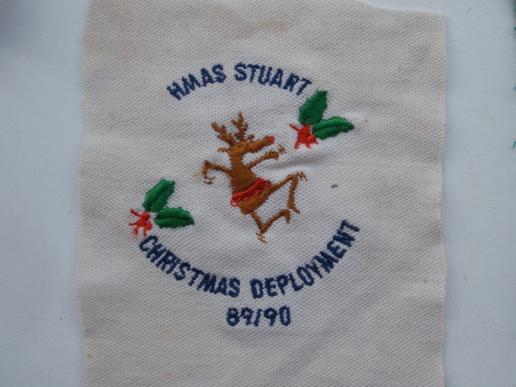 HMAS STUART
CHRISTMAS DEPLOYMENT
89/90